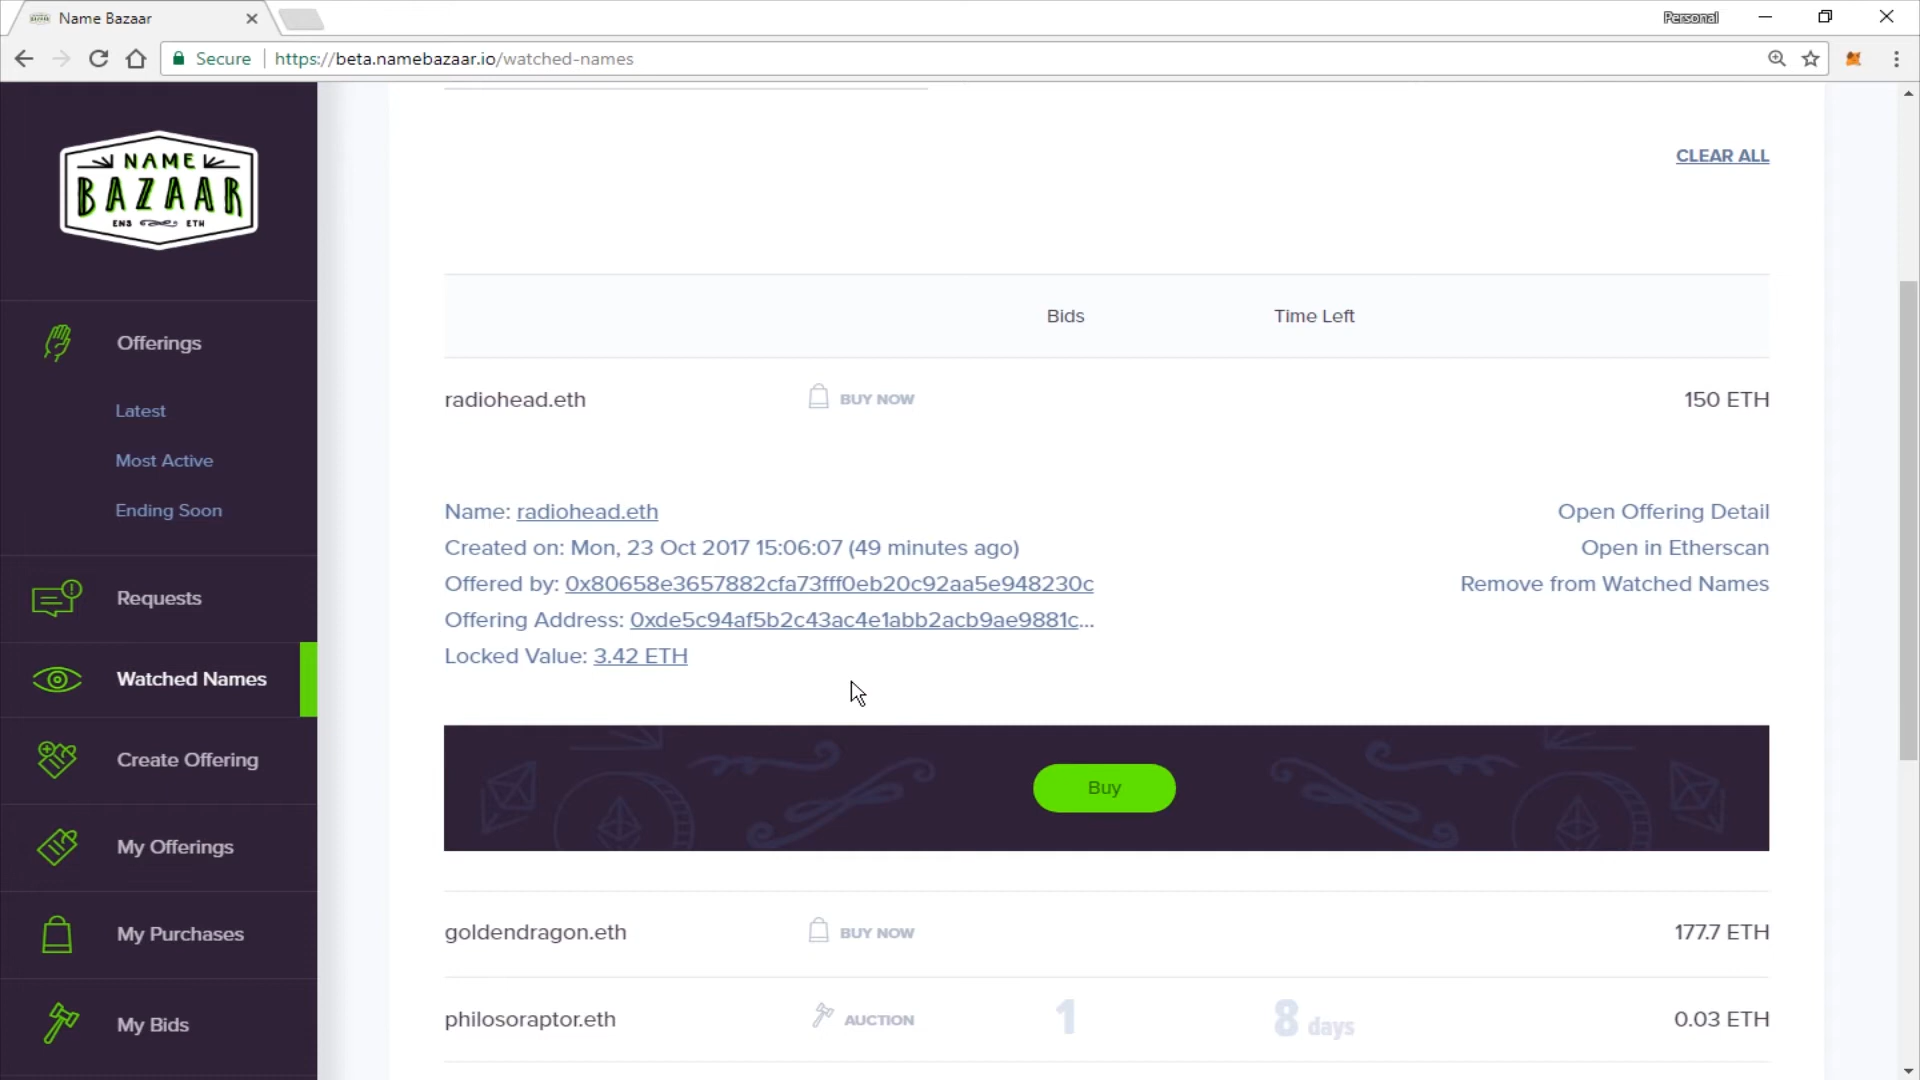 Name Bazaar
Personal
Secure
https://beta.namebazaar.io/watched-names
NAME
BAZAAR
ENS ETH
Offerings
Latest
Most Active
Ending Soon
Requests
Watched Names
Create Offering
My Offerings
My Purchases
My Bids
CLEAR ALL
Bids Time Left
radiohead.eth BUY NOW 150 ETH
Name: radiohead.eth
Created on: Mon, 23 Oct 2017 15:06:07 (49 minutes ago)
Offered by: 0x80658e3657882cfa73fff0eb20c92aa5e948230c
Offering Address: 0xde5c94af5b2c43ac4e1abb2acb9ae9881c...
Locked Value: 3.42 ETH
Open Offering Detail
Open in Etherscan
Remove from Watched Names
Buy
goldendragon.eth BUY NOW 177.7 ETH
philosoraptor.eth AUCTION 1 8 days 0.03 ETH